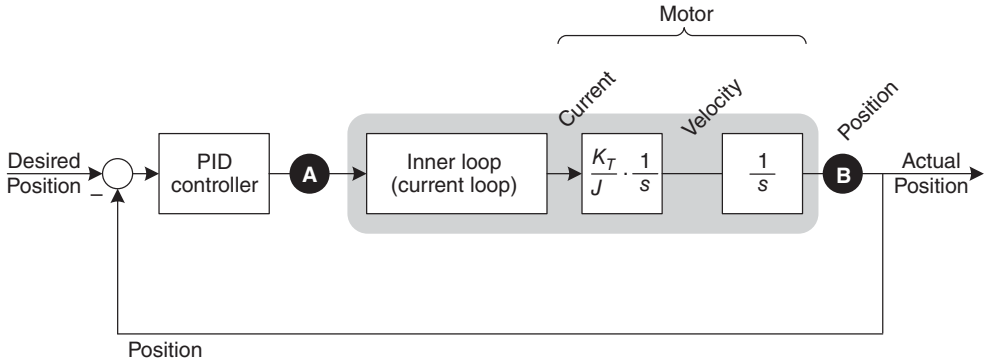 Motor
Current
Velocity
Position
Desired
Position
−
PID
controller
A
Inner loop
(current loop)
K_T
J
· 1
s
1
s
B
Actual
Position
Position